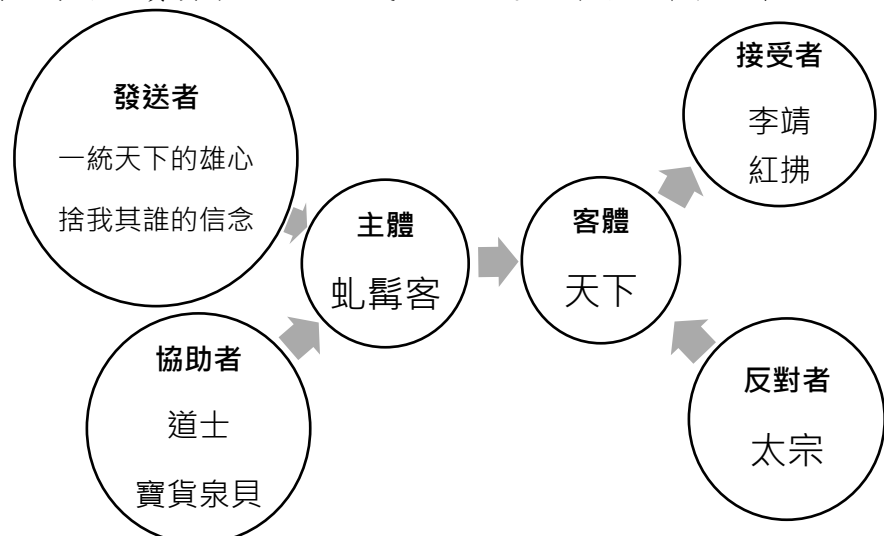 發送者
一統天下的雄心
捨我其誰的信念
協助者
道士
寶貨泉貝
主體
虬髯客
客體
天下
接受者
李靖
紅拂
反對者
太宗